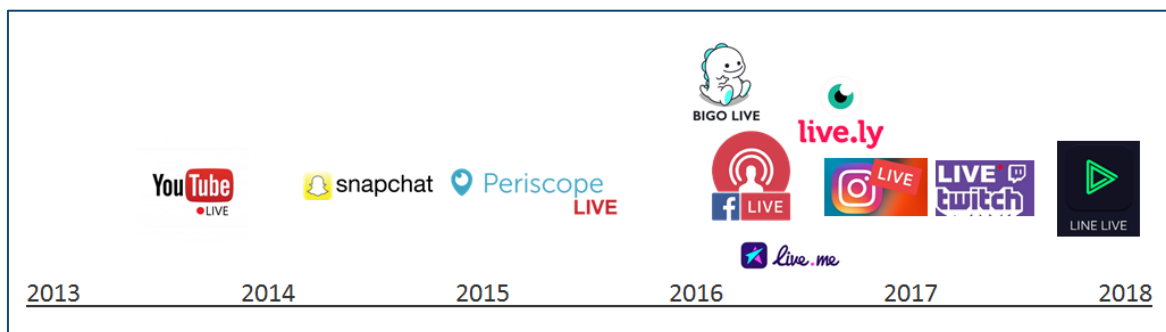 YouTube
LIVE
snapchat
Periscope
LIVE
BIGO LIVE
f LIVE
live.me
live.ly
LIVE
LIVE
twitch
LINE LIVE
2013 2014 2015 2016 2017 2018